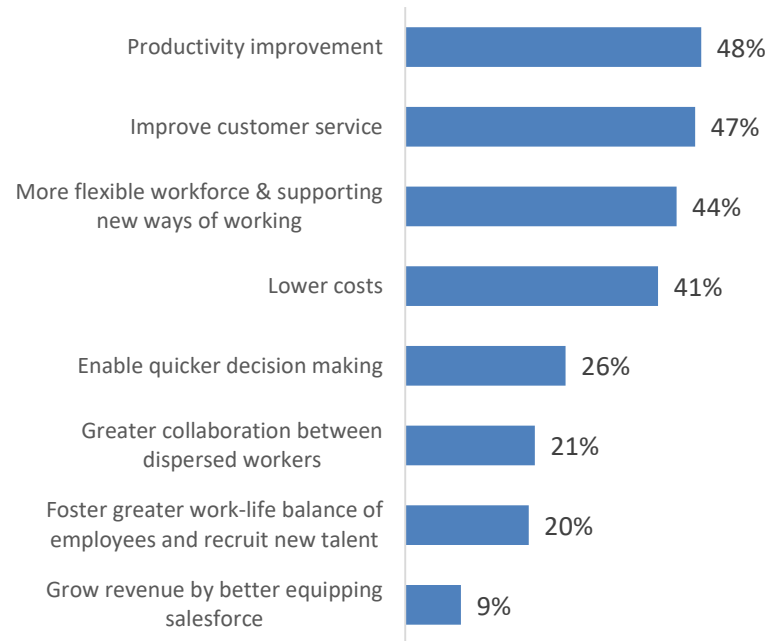 Productivity improvement
48%
Improve customer service
47%
More flexible workforce & supporting
new ways of working
44%
Lower costs
41%
Enable quicker decision making
26%
Greater collaboration between
dispersed workers
21%
Foster greater work-life balance of
employees and recruit new talent
20%
Grow revenue by better equipping
salesforce
9%